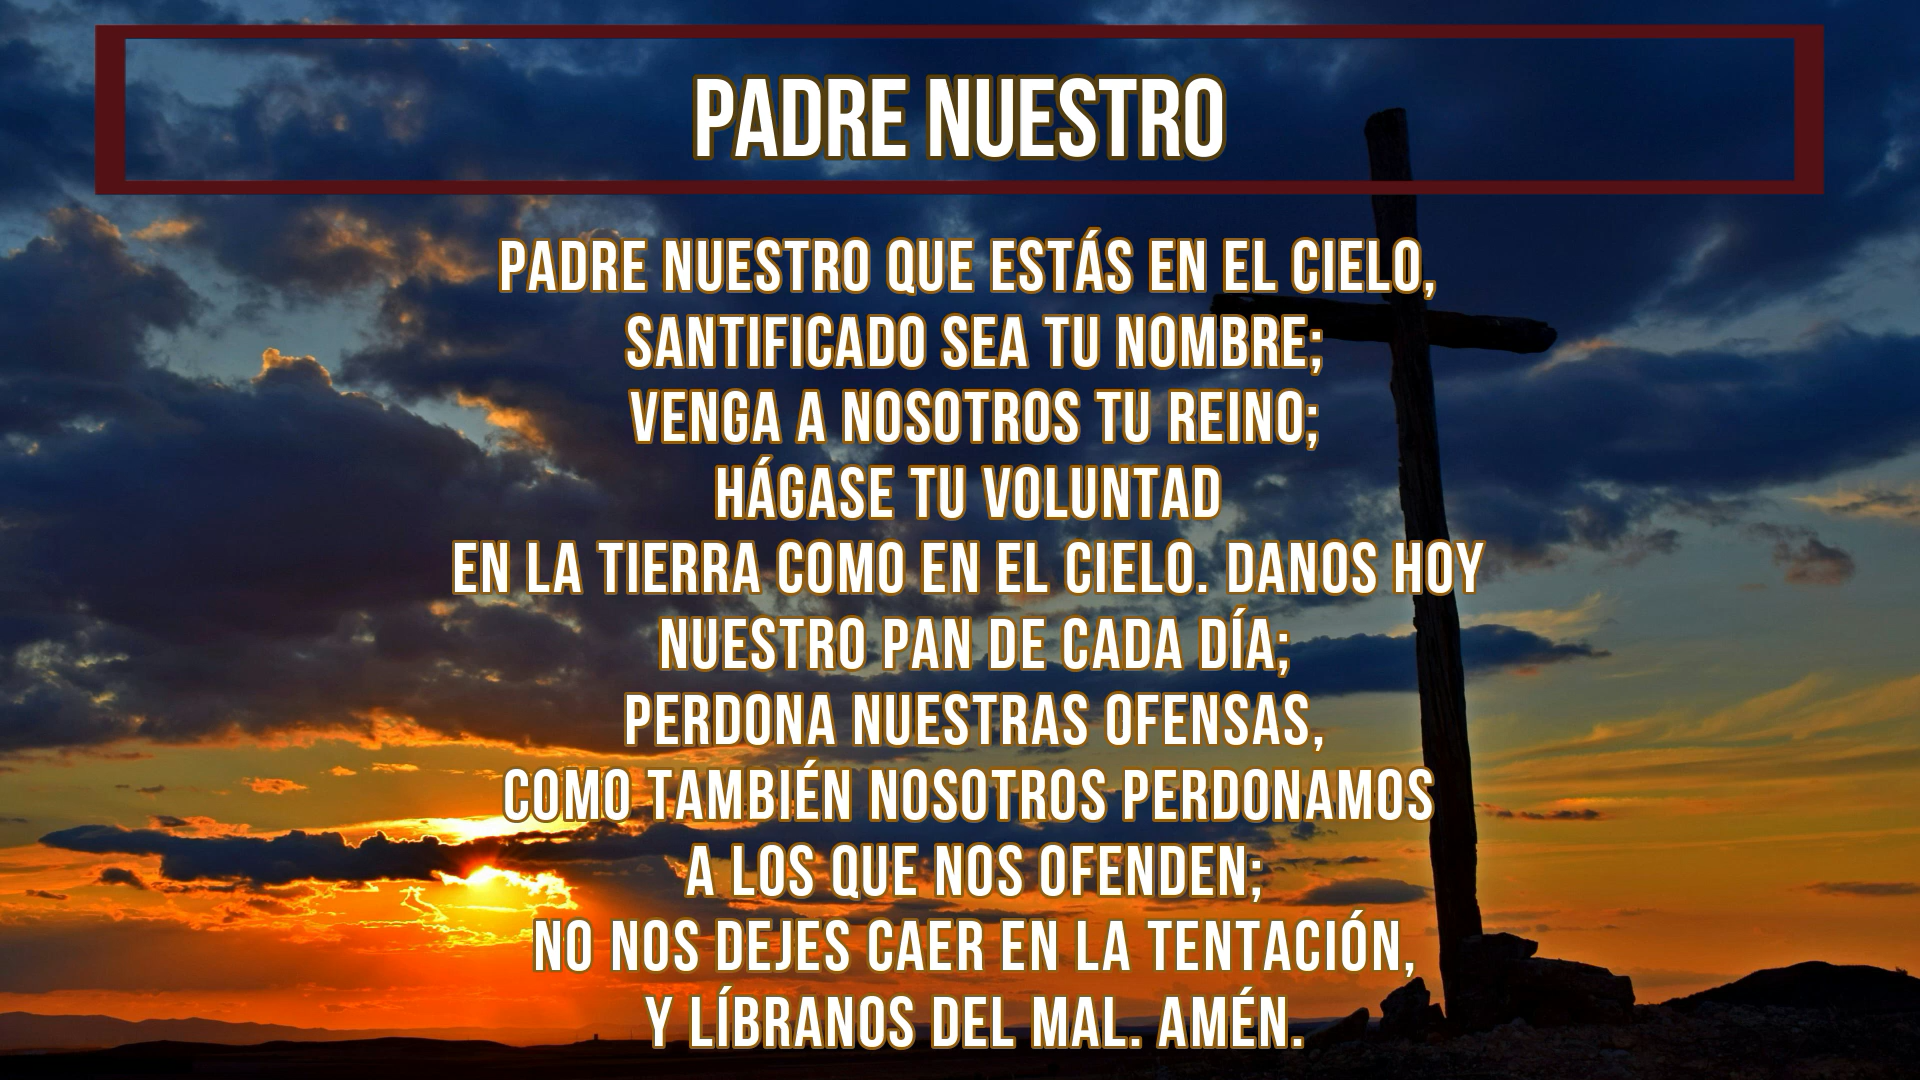 PADRE NUESTRO
PADRE NUESTRO QUE ESTÁS EN EL CIELO,
SANTIFICADO SEA TU NOMBRE;
VENGA A NOSOTROS TU REINO;
HÁGASE TU VOLUNTAD
EN LA TIERRA COMO EN EL CIELO. DANOS HOY
NUESTRO PAN DE CADA DÍA;
PERDONA NUESTRAS OFENSAS,
COMO TAMBIÉN NOSOTROS PERDONAMOS
A LOS QUE NOS OFENDEN;
NO NOS DEJES CAER EN LA TENTACIÓN,
Y LÍBRANOS DEL MAL. AMÉN.